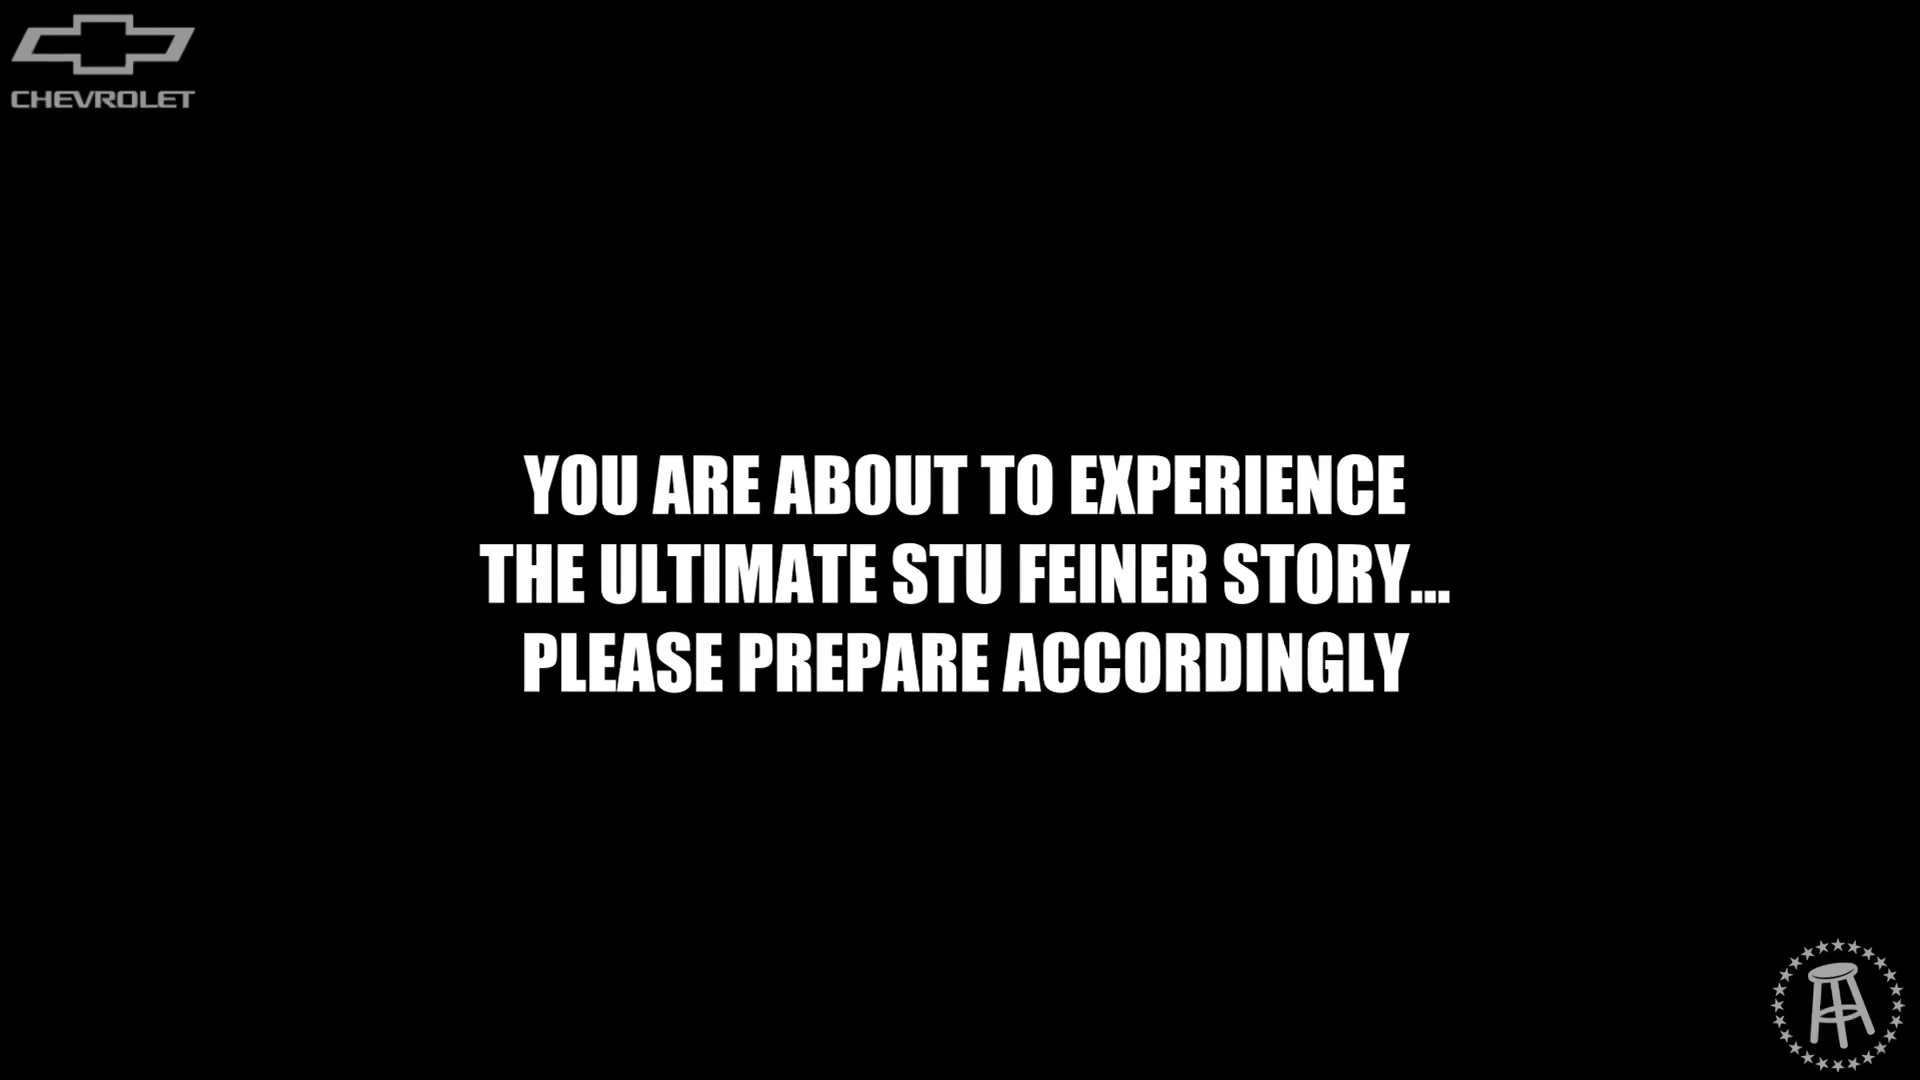 CHEVROLET
YOU ARE ABOUT TO EXPERIENCE
THE ULTIMATE STU FEINER STORY...
PLEASE PREPARE ACCORDINGLY